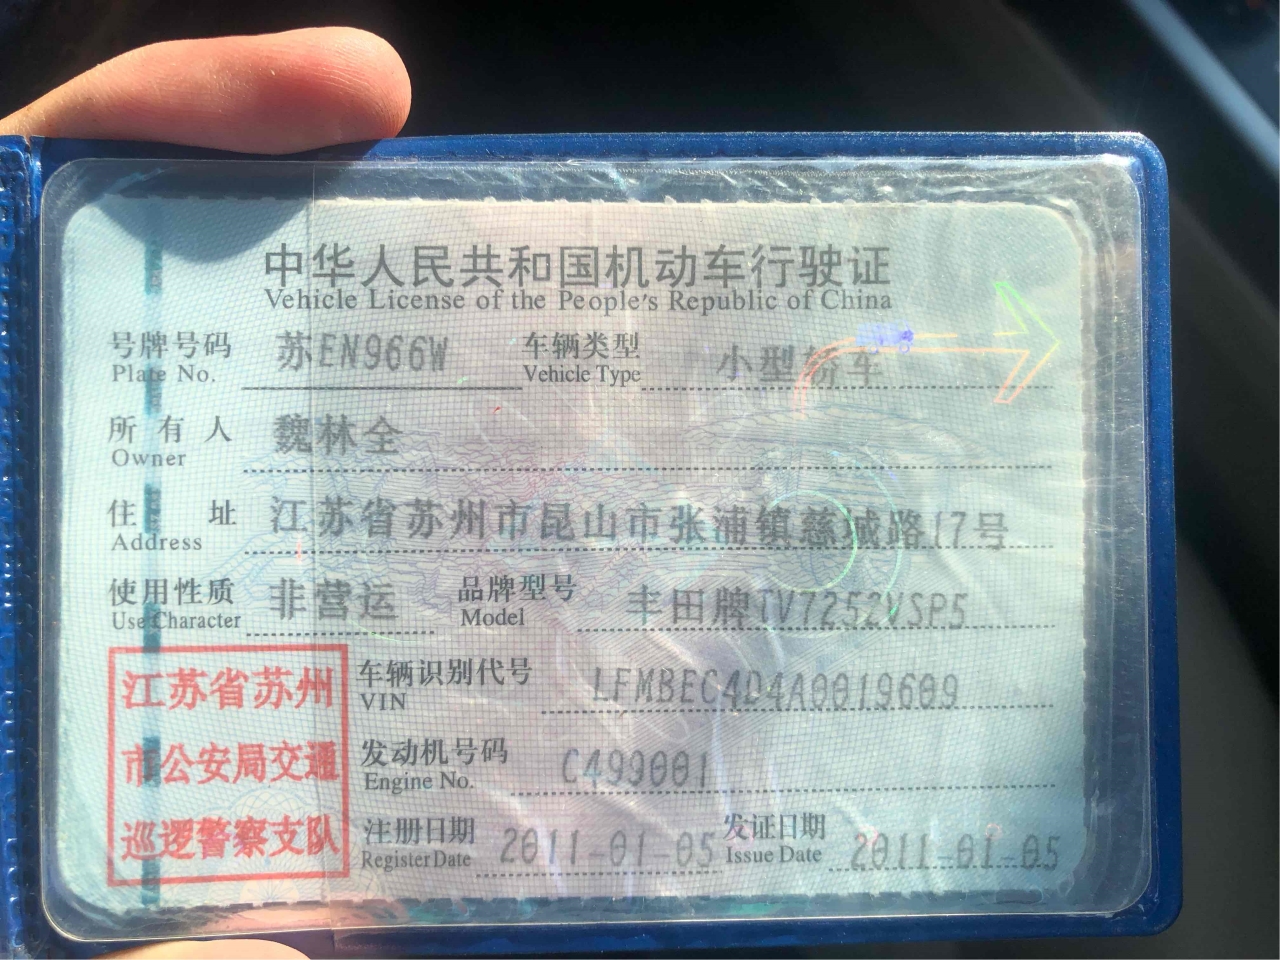 中华人民共和国机动车行驶证
Vehicle License of the People's Republic of China
号牌号码 苏EN966W 车辆类型 小型轿车
Plate No. Vehicle Type
所有人 魏林全
Owner
住址 江苏省苏州市昆山市张浦镇慈城路17号
Address
使用性质 非营运 品牌型号 丰田牌TV7252VSP5
Use Character Model
江苏省苏州
市公安局交通
巡逻警察支队
车辆识别代号 LFMBEC4D4A0019609
VIN
发动机号码 C499001
Engine No.
注册日期 2011-01-05 发证日期 2011-01-05
Register Date Issue Date